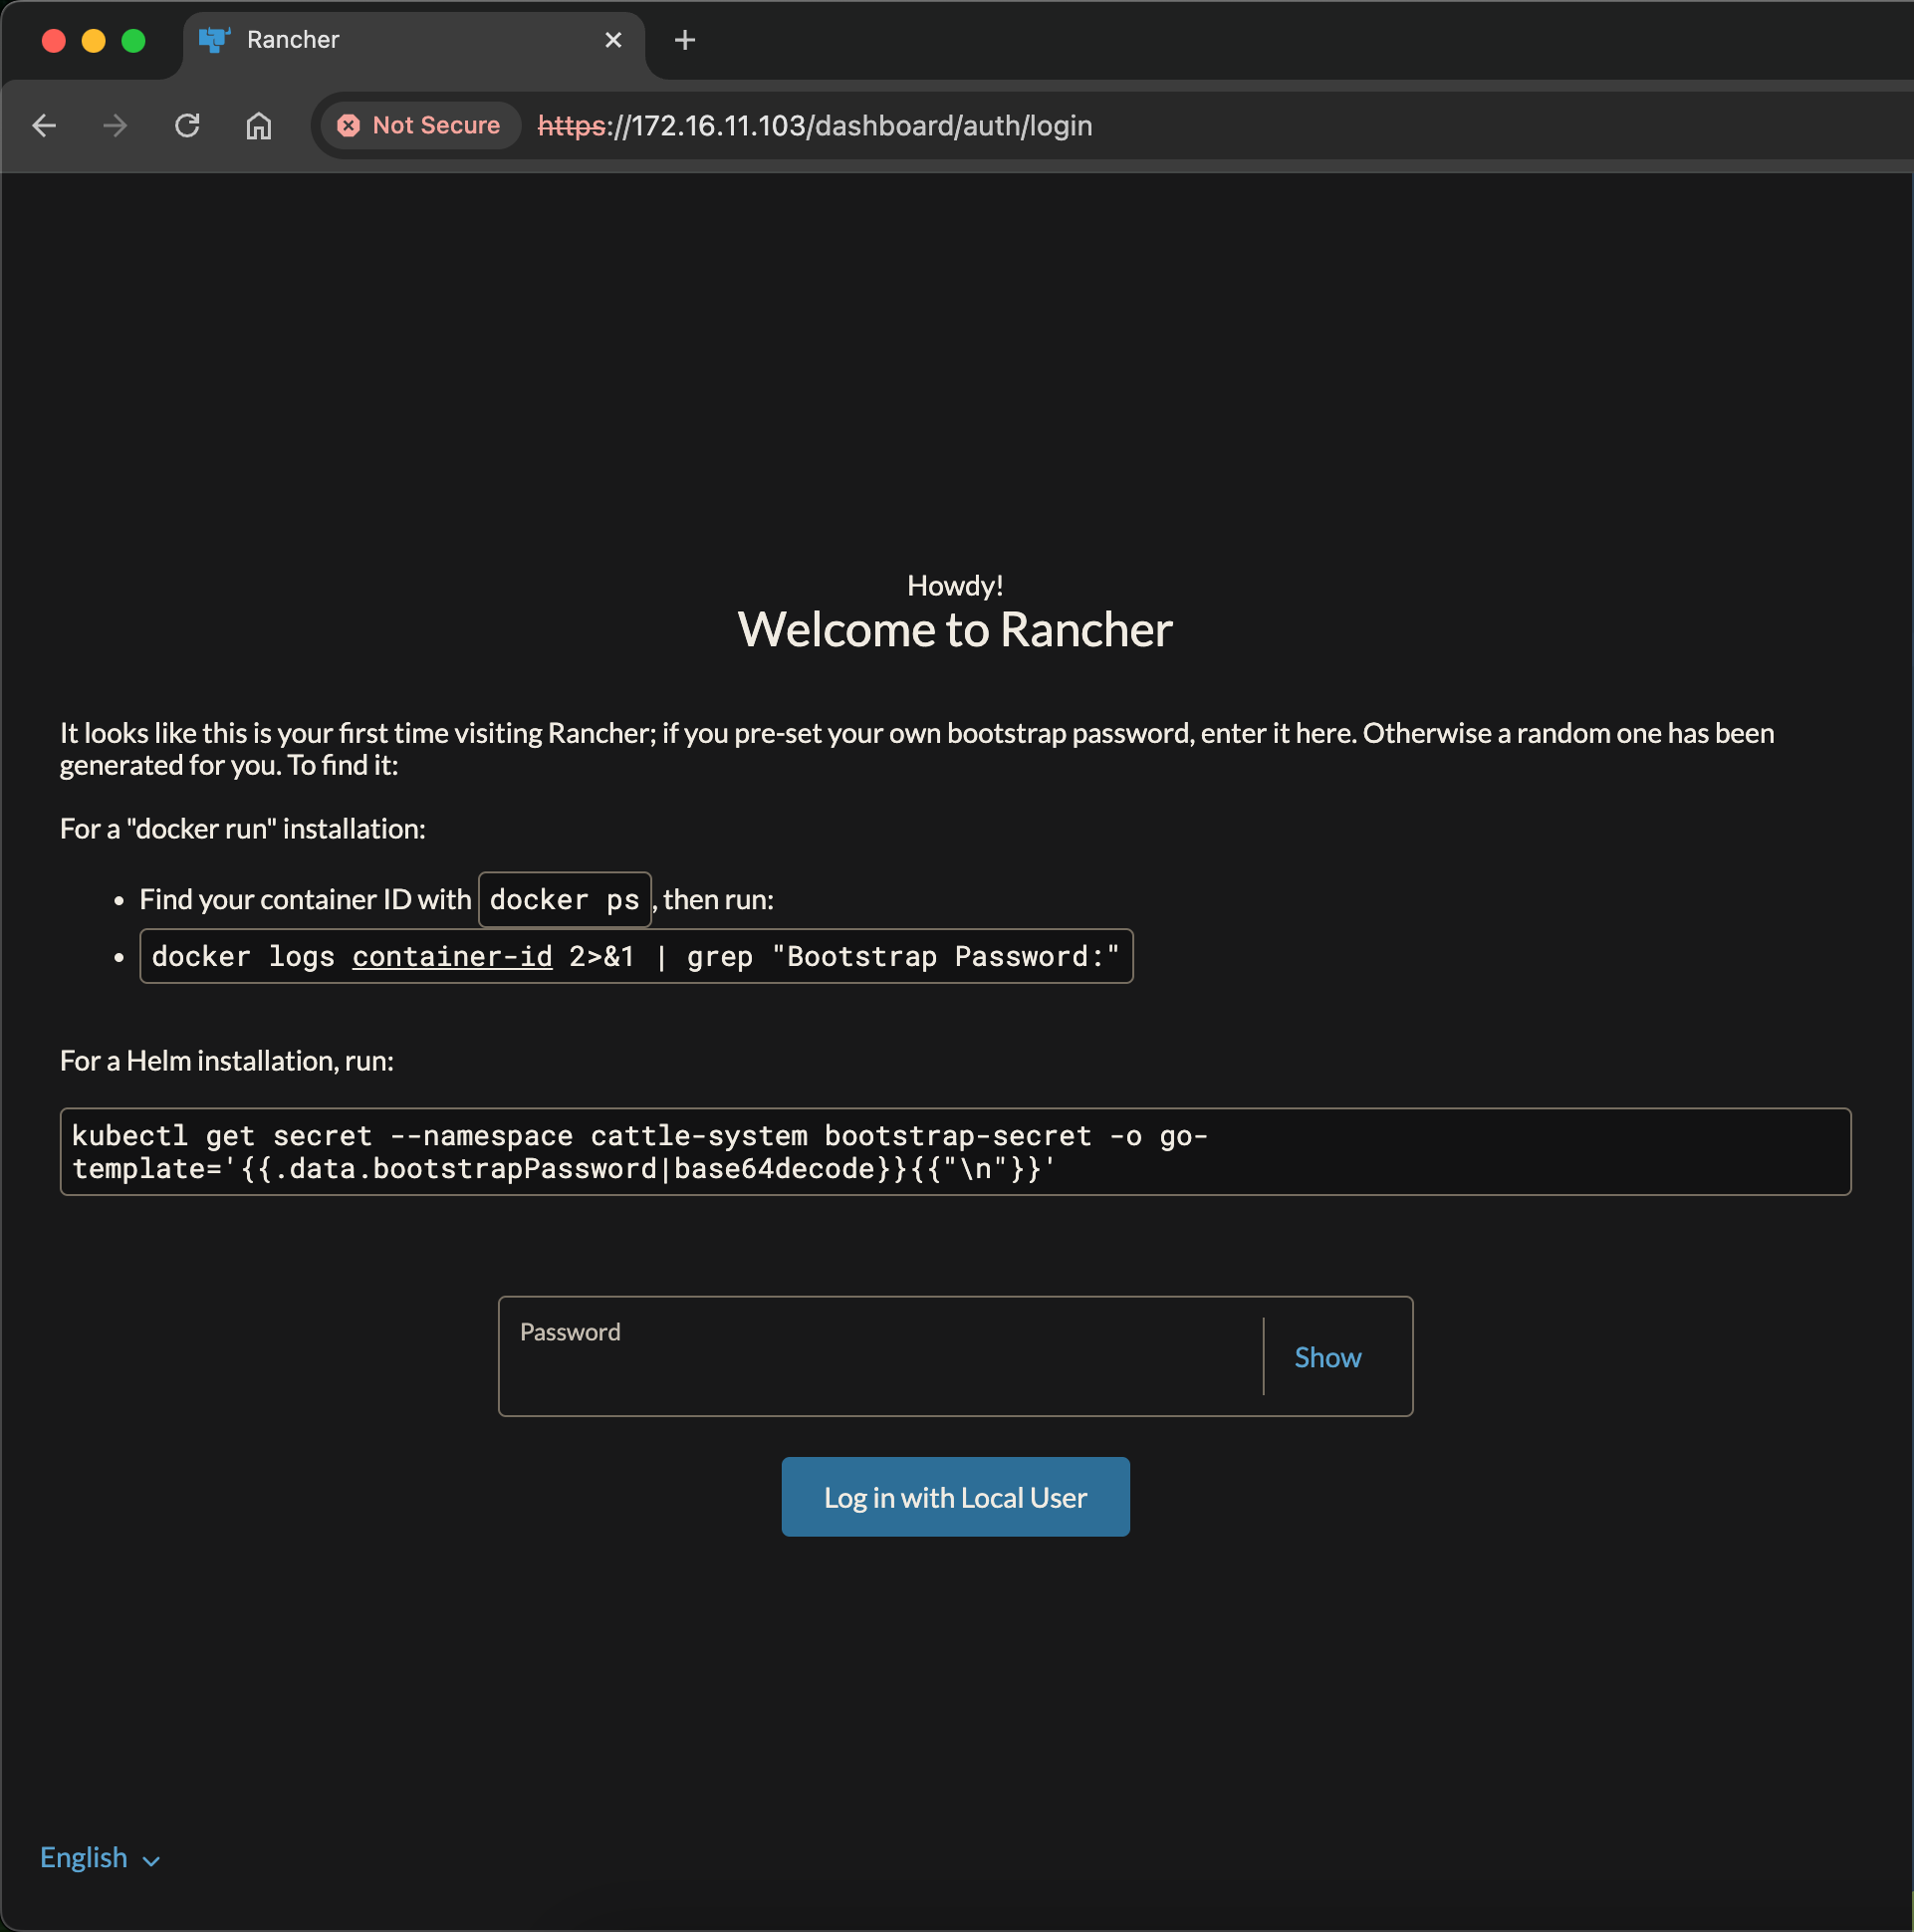 Rancher
Not Secure https://172.16.11.103/dashboard/auth/login
Howdy!
Welcome to Rancher
It looks like this is your first time visiting Rancher; if you pre-set your own bootstrap password, enter it here. Otherwise a random one has been
generated for you. To find it:
For a "docker run" installation:
• Find your container ID with docker ps, then run:
• docker logs container-id 2>&1 | grep "Bootstrap Password:"
For a Helm installation, run:
kubectl get secret --namespace cattle-system bootstrap-secret -o go-
template='{{.data.bootstrapPassword|base64decode}}{{"\n"}}'
Password
Show
Log in with Local User
English